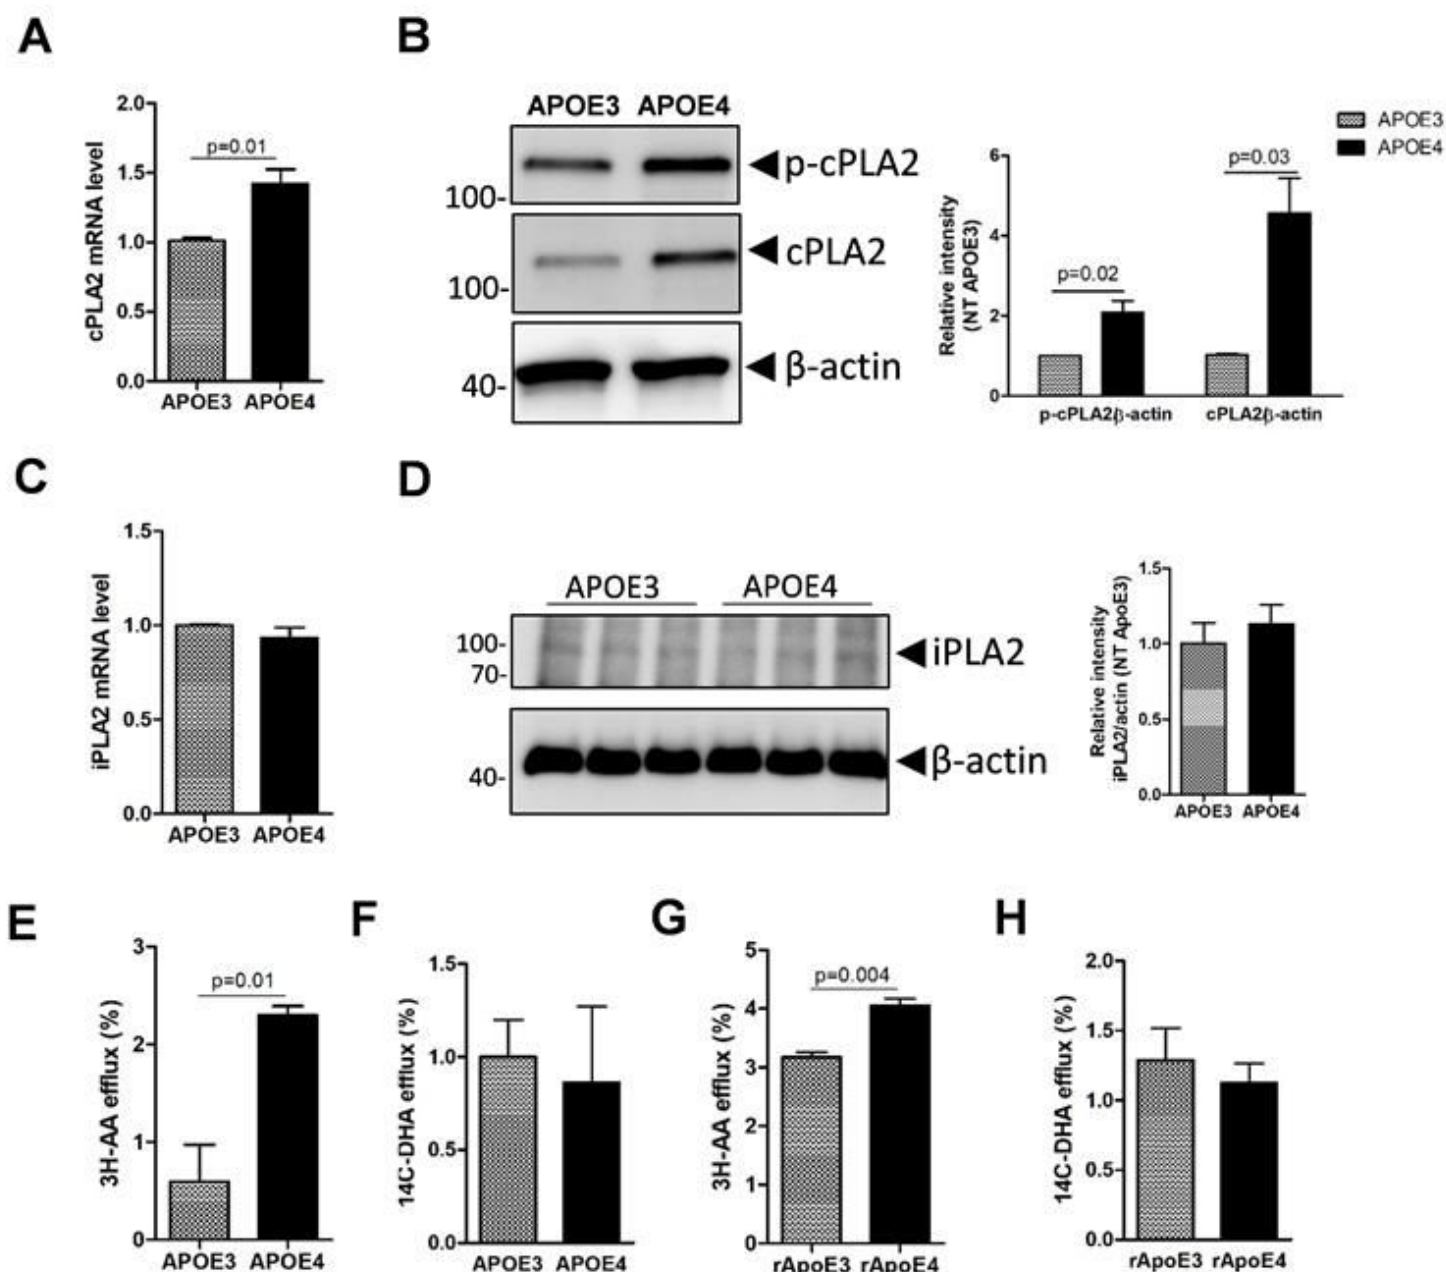 A
cPLA2 mRNA level
2.0
1.5
1.0
0.5
0.0
p=0.01
APOE3 APOE4
B
APOE3 APOE4
p-cPLA2
100-
cPLA2
100-
β-actin
40-
APOE3
APOE4
Relative intensity
(NT APOE3)
6
4
2
0
p=0.02
p=0.03
p-cPLA2/β-actin cPLA2/β-actin
C
iPLA2 mRNA level
1.5
1.0
0.5
0.0
APOE3 APOE4
D
APOE3 APOE4
100-
70-
iPLA2
40-
β-actin
Relative intensity
iPLA2/actin (NT ApoE3)
1.5
1.0
0.5
0.0
APOE3 APOE4
E
3H-AA efflux (%)
3
2
1
0
p=0.01
APOE3 APOE4
F
14C-DHA efflux (%)
1.5
1.0
0.5
0.0
APOE3 APOE4
G
3H-AA efflux (%)
5
4
3
2
1
0
p=0.004
rApoE3 rApoE4
H
14C-DHA efflux (%)
2.0
1.5
1.0
0.5
0.0
rApoE3 rApoE4